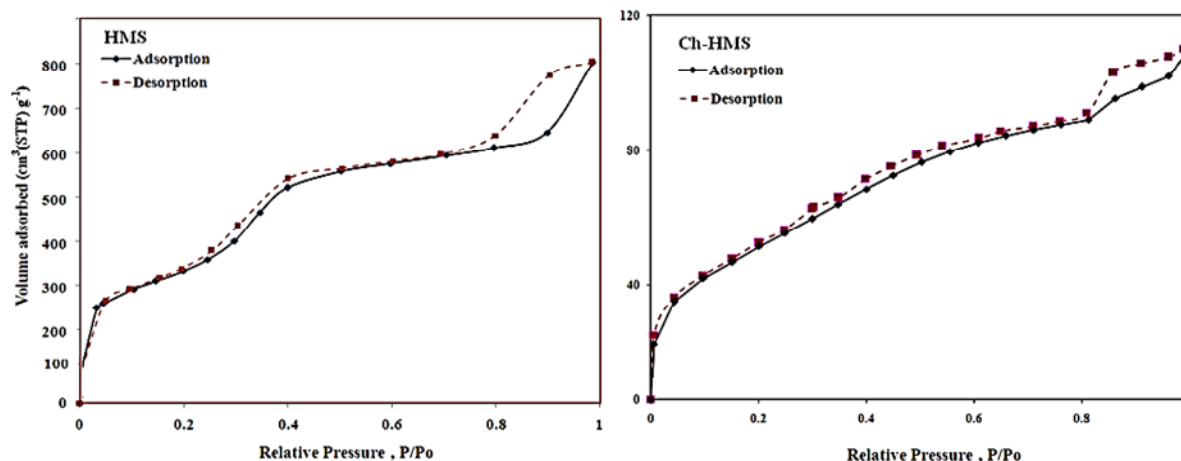 HMS
Adsorption
Desorption
Volume adsorbed (cm³(STP) g⁻¹)
800
700
600
500
400
300
200
100
0
0
0.2
0.4
0.6
0.8
1
Relative Pressure , P/Po
Ch-HMS
Adsorption
Desorption
120
80
40
0
0
0.2
0.4
0.6
0.8
Relative Pressure , P/Po